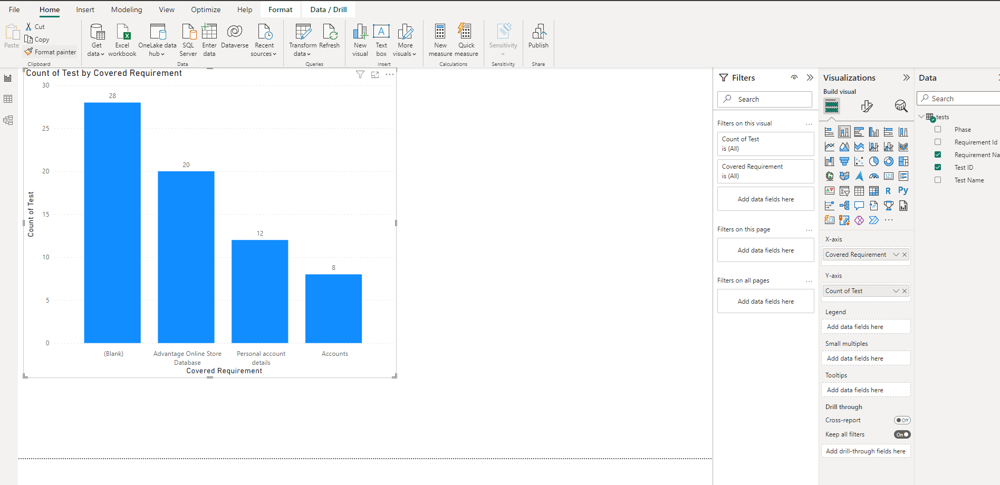 File Home Insert Modeling View Optimize Help Format Data / Drill
Paste
Cut
Copy
Format painter
Clipboard
Get data
Excel workbook
OneLake data hub
SQL Server
Enter data
Dataverse
Recent sources
Data
Transform data
Refresh
Queries
New visual
Text box
More visuals
Insert
New measure
Quick measure
Calculations
Sensitivity
Sensitivity
Publish
Share
Count of Test by Covered Requirement
30
25
20
15
10
5
0
Count of Test
28
20
12
8
(Blank)
Advantage Online Store
Database
Personal account
details
Accounts
Covered Requirement
Filters
Search
Filters on this visual ...
Count of Test
is (All)
Covered Requirement
is (All)
Add data fields here
Filters on this page ...
Add data fields here
Filters on all pages ...
Add data fields here
Visualizations
Build visual
123
R
Py
123
...
X-axis
Covered Requirement
Y-axis
Count of Test
Legend
Add data fields here
Small multiples
Add data fields here
Tooltips
Add data fields here
Drill through
Cross-report Off
Keep all filters On
Add drill-through fields here
Data
Search
tests
Phase
Requirement Id
Requirement Na
Test ID
Test Name